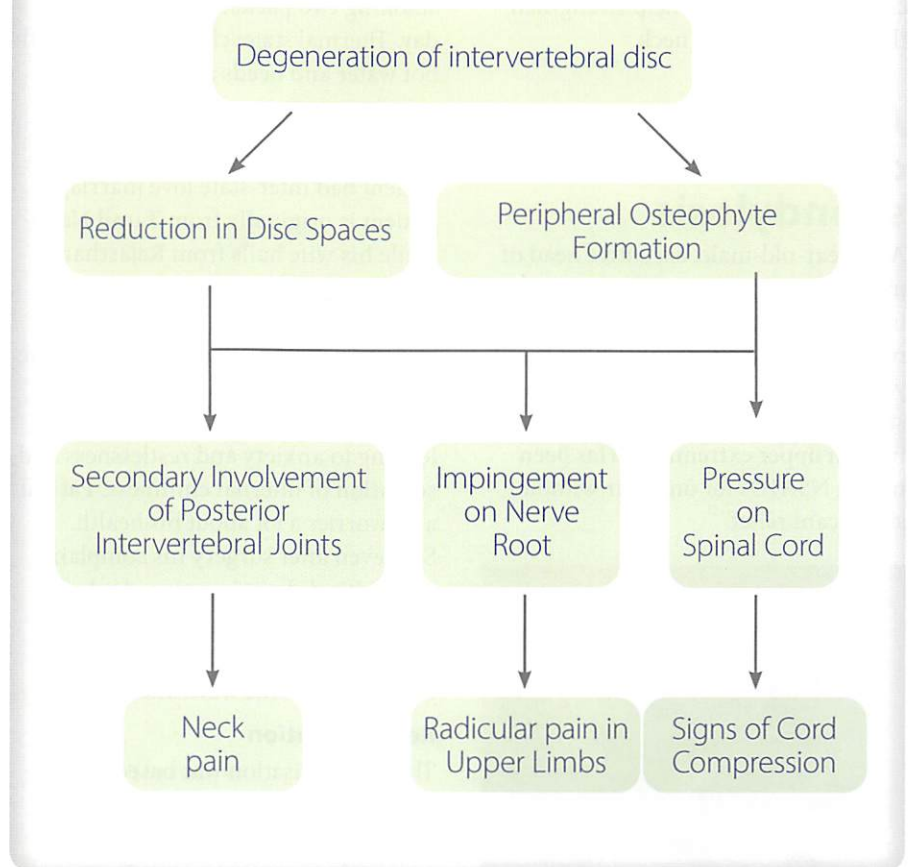 Degeneration of intervertebral disc
Reduction in Disc Spaces
Peripheral Osteophyte
Formation
Secondary Involvement
of Posterior
Intervertebral Joints
Impingement
on Nerve
Root
Pressure
on
Spinal Cord
Neck
pain
Radicular pain in
Upper Limbs
Signs of Cord
Compression